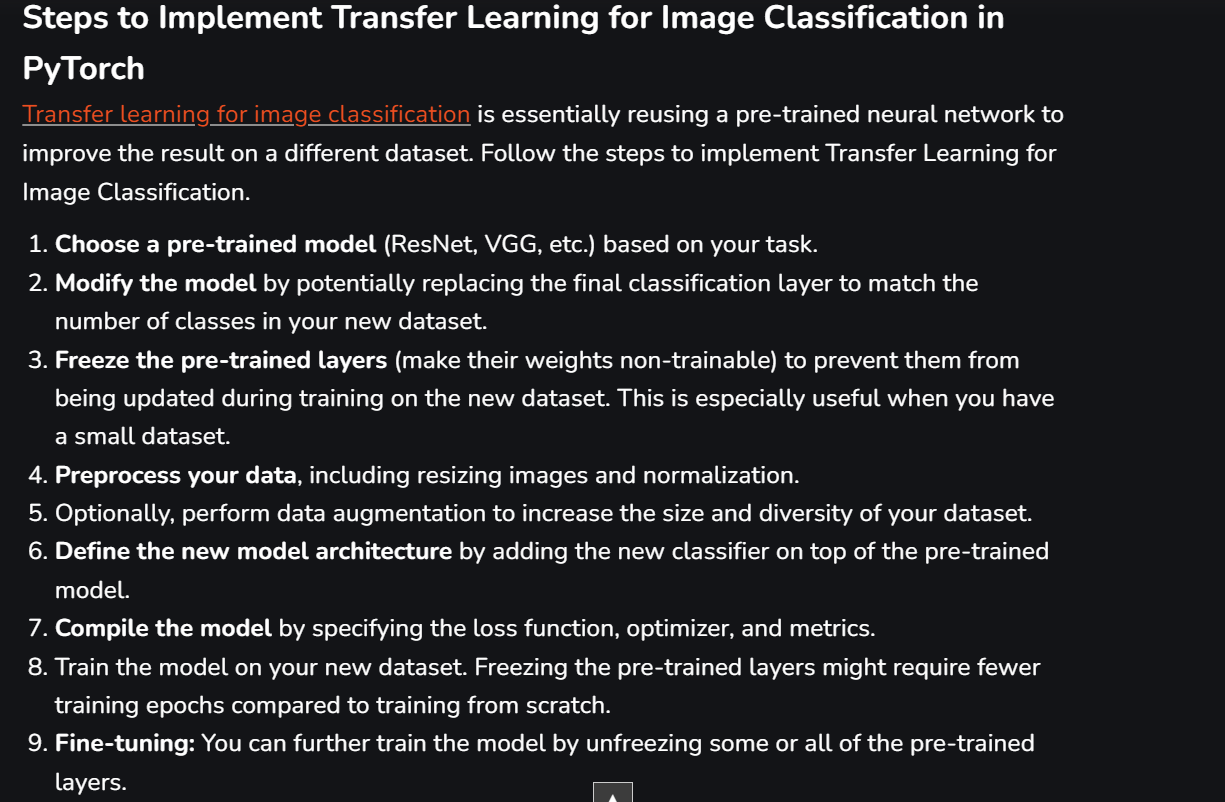 Steps to Implement Transfer Learning for Image Classification in
PyTorch
Transfer learning for image classification is essentially reusing a pre-trained neural network to
improve the result on a different dataset. Follow the steps to implement Transfer Learning for
Image Classification.
1. Choose a pre-trained model (ResNet, VGG, etc.) based on your task.
2. Modify the model by potentially replacing the final classification layer to match the
number of classes in your new dataset.
3. Freeze the pre-trained layers (make their weights non-trainable) to prevent them from
being updated during training on the new dataset. This is especially useful when you have
a small dataset.
4. Preprocess your data, including resizing images and normalization.
5. Optionally, perform data augmentation to increase the size and diversity of your dataset.
6. Define the new model architecture by adding the new classifier on top of the pre-trained
model.
7. Compile the model by specifying the loss function, optimizer, and metrics.
8. Train the model on your new dataset. Freezing the pre-trained layers might require fewer
training epochs compared to training from scratch.
9. Fine-tuning: You can further train the model by unfreezing some or all of the pre-trained
layers.